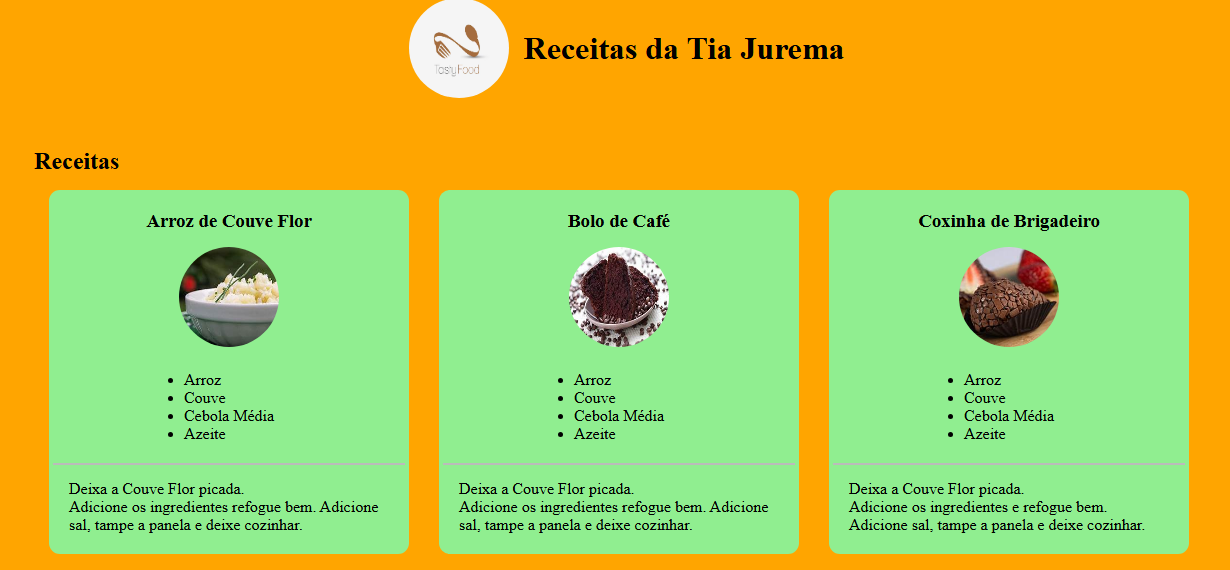 TastyFood
Receitas da Tia Jurema
Receitas
Arroz de Couve Flor
Arroz
Couve
Cebola Média
Azeite
Deixa a Couve Flor picada.
Adicione os ingredientes refogue bem. Adicione
sal, tampe a panela e deixe cozinhar.
Bolo de Café
Arroz
Couve
Cebola Média
Azeite
Deixa a Couve Flor picada.
Adicione os ingredientes refogue bem. Adicione
sal, tampe a panela e deixe cozinhar.
Coxinha de Brigadeiro
Arroz
Couve
Cebola Média
Azeite
Deixa a Couve Flor picada.
Adicione os ingredientes e refogue bem.
Adicione sal, tampe a panela e deixe cozinhar.